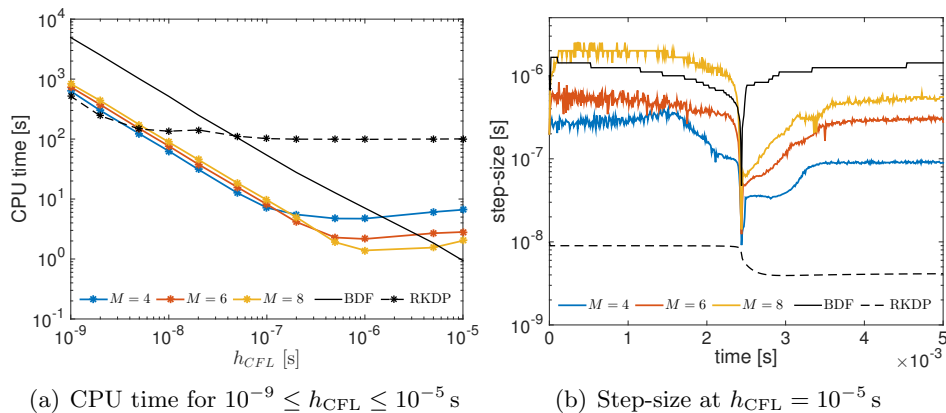 CPU time [s]
10^4
10^3
10^2
10^1
10^0
10^-1
M = 4 M = 6 M = 8 BDF RKDP
10^-9 10^-8 10^-7 10^-6 10^-5
h_CFL [s]
step-size [s]
10^-6
10^-7
10^-8
10^-9
M = 4 M = 6 M = 8 BDF RKDP
0 1 2 3 4 5
time [s] ×10^-3
(a) CPU time for 10^-9 ≤ h_CFL ≤ 10^-5 s
(b) Step-size at h_CFL = 10^-5 s